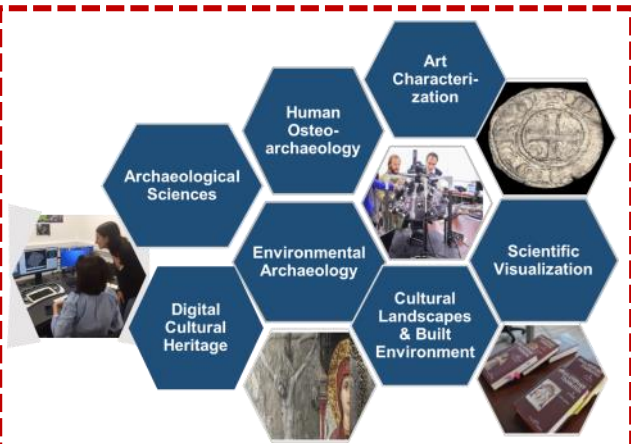 Art
Characteri-
zation
Human
Osteo-
archaeology
Archaeological
Sciences
Environmental
Archaeology
Scientific
Visualization
Digital
Cultural
Heritage
Cultural
Landscapes
& Built
Environment